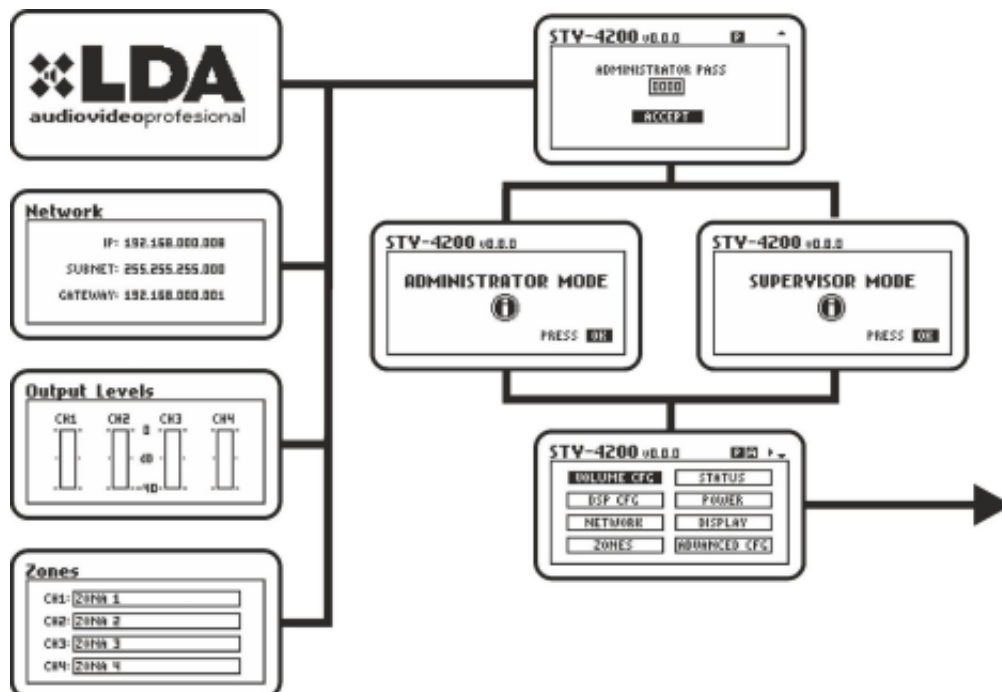 LDA
audiovideoprofesional
Network
IP: 192.168.000.008
SUBNET: 255.255.255.000
GATEWAY: 192.168.000.001
Output Levels
CH1 CH2 CH3 CH4
0
dB
-40
Zones
CH1: ZONA 1
CH2: ZONA 2
CH3: ZONA 3
CH4: ZONA 4
STV-4200 v0.0.0 P
ADMINISTRATOR PASS
0000
ACCEPT
STV-4200 v0.0.0
ADMINISTRATOR MODE
PRESS OK
STV-4200 v0.0.0
SUPERVISOR MODE
PRESS OK
STV-4200 v0.0.0 P
VOLUME CFG STATUS
DSP CFG POWER
NETWORK DISPLAY
ZONES ADVANCED CFG